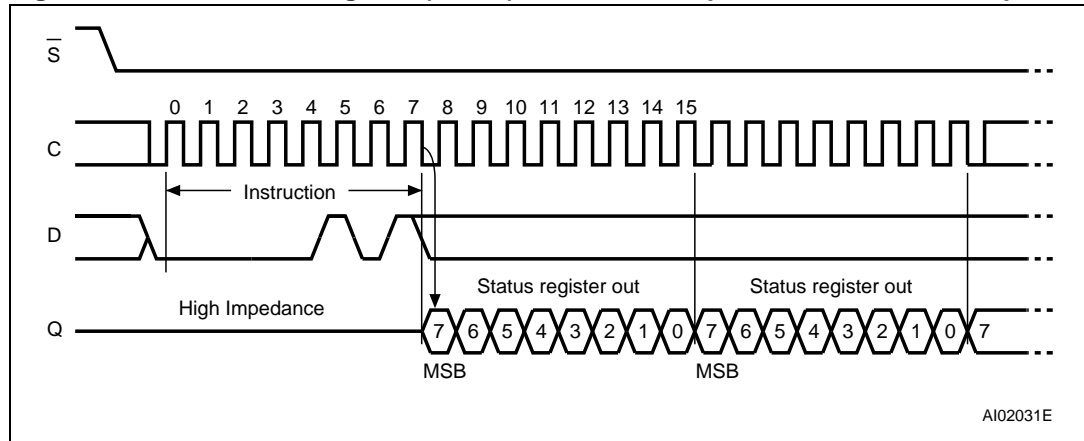 S
0 1 2 3 4 5 6 7 8 9 10 11 12 13 14 15
C
Instruction
D
High Impedance
Status register out Status register out
Q
7 6 5 4 3 2 1 0 7 6 5 4 3 2 1 0 7
MSB MSB
AI02031E